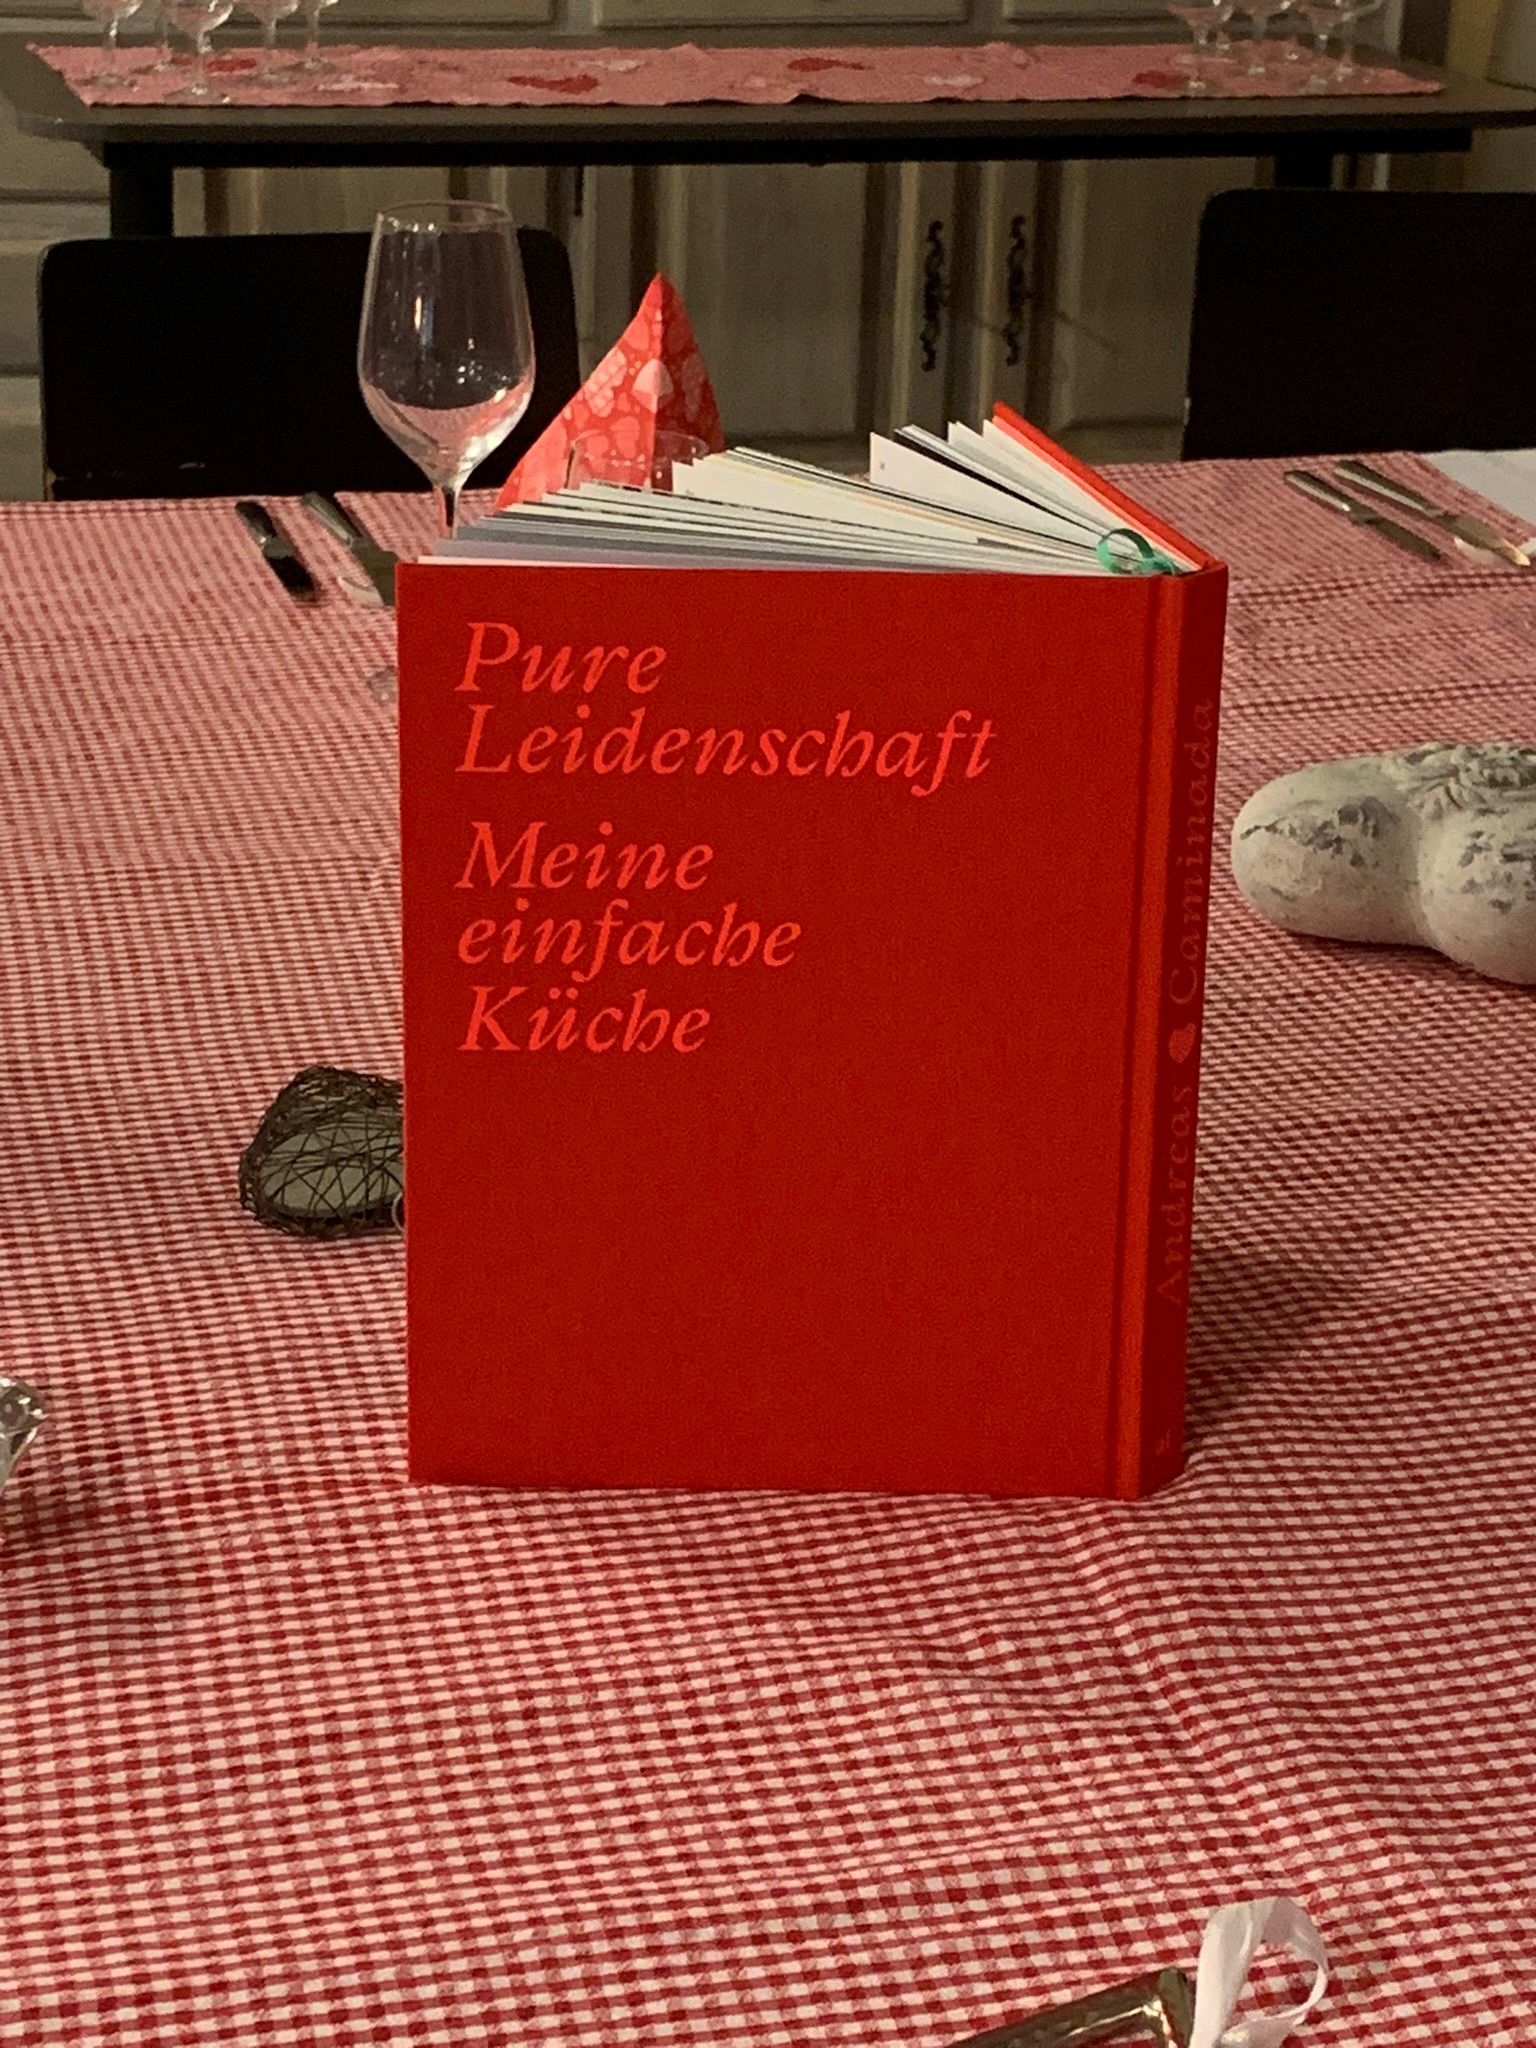 Pure
Leidenschaft
Meine
einfache
Küche
Andreas Caminada